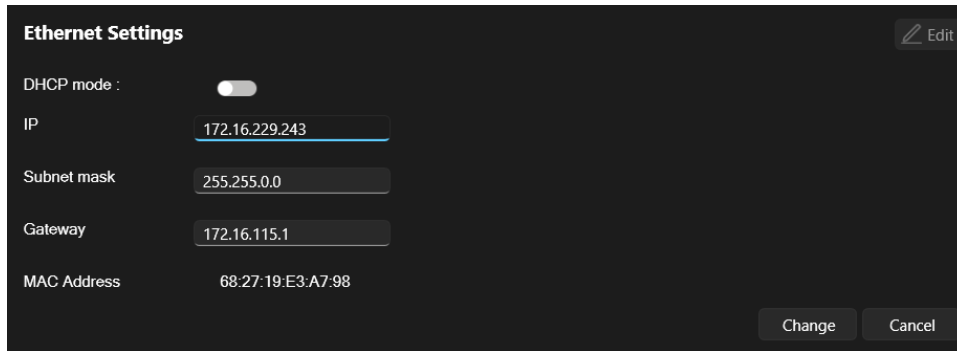 Ethernet Settings
Edit
DHCP mode :
IP
172.16.229.243
Subnet mask
255.255.0.0
Gateway
172.16.115.1
MAC Address
68:27:19:E3:A7:98
Change
Cancel